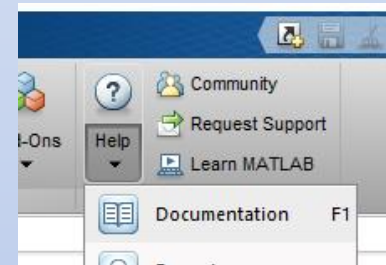 Community
Request Support
Learn MATLAB
-Ons
Help
Documentation F1